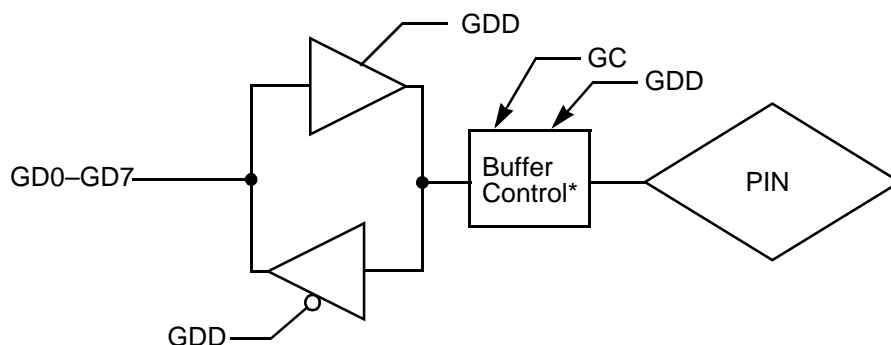 GDD
GC
GDD
GD0–GD7
Buffer
Control*
PIN
GDD